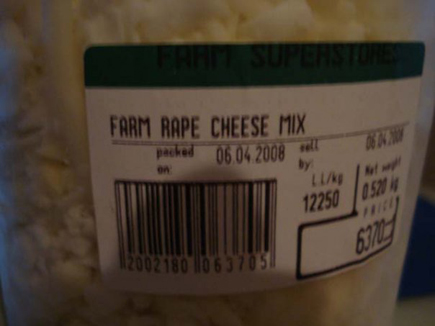 FARM SUPERSTORES
FARM RAPE CHEESE MIX
packed on: 06.04.2008
sell by: 06.04.2008
L.L/kg
12250
Net weight
0.520 kg
PRICE
6370
2002180 063705